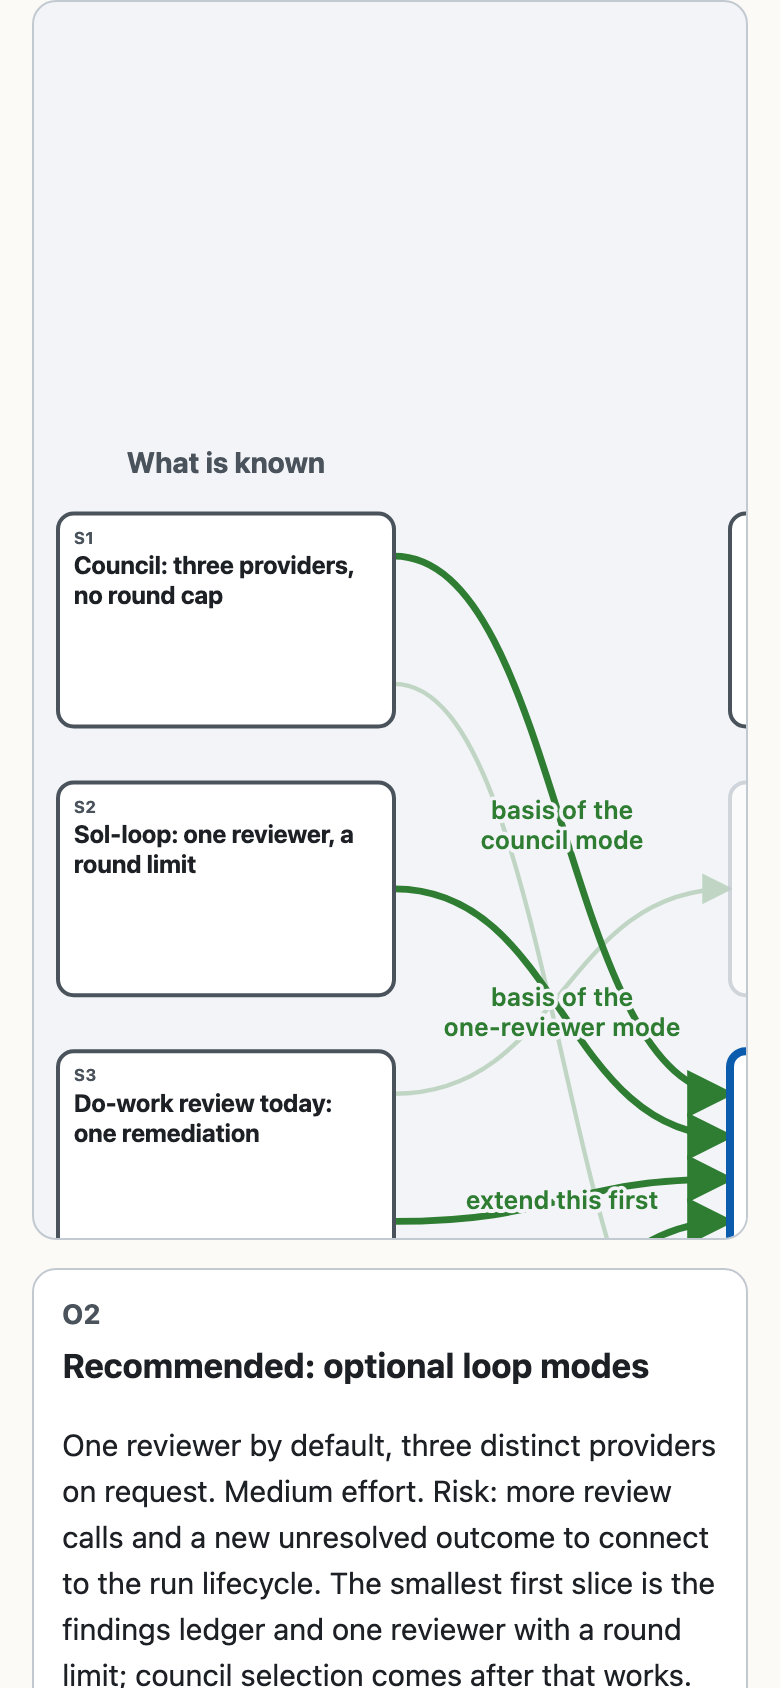 What is known
S1
Council: three providers,
no round cap
basis of the
council mode
S2
Sol-loop: one reviewer, a
round limit
basis of the
one-reviewer mode
S3
Do-work review today:
one remediation
extend this first
O2
Recommended: optional loop modes
One reviewer by default, three distinct providers
on request. Medium effort. Risk: more review
calls and a new unresolved outcome to connect
to the run lifecycle. The smallest first slice is the
findings ledger and one reviewer with a round
limit; council selection comes after that works.